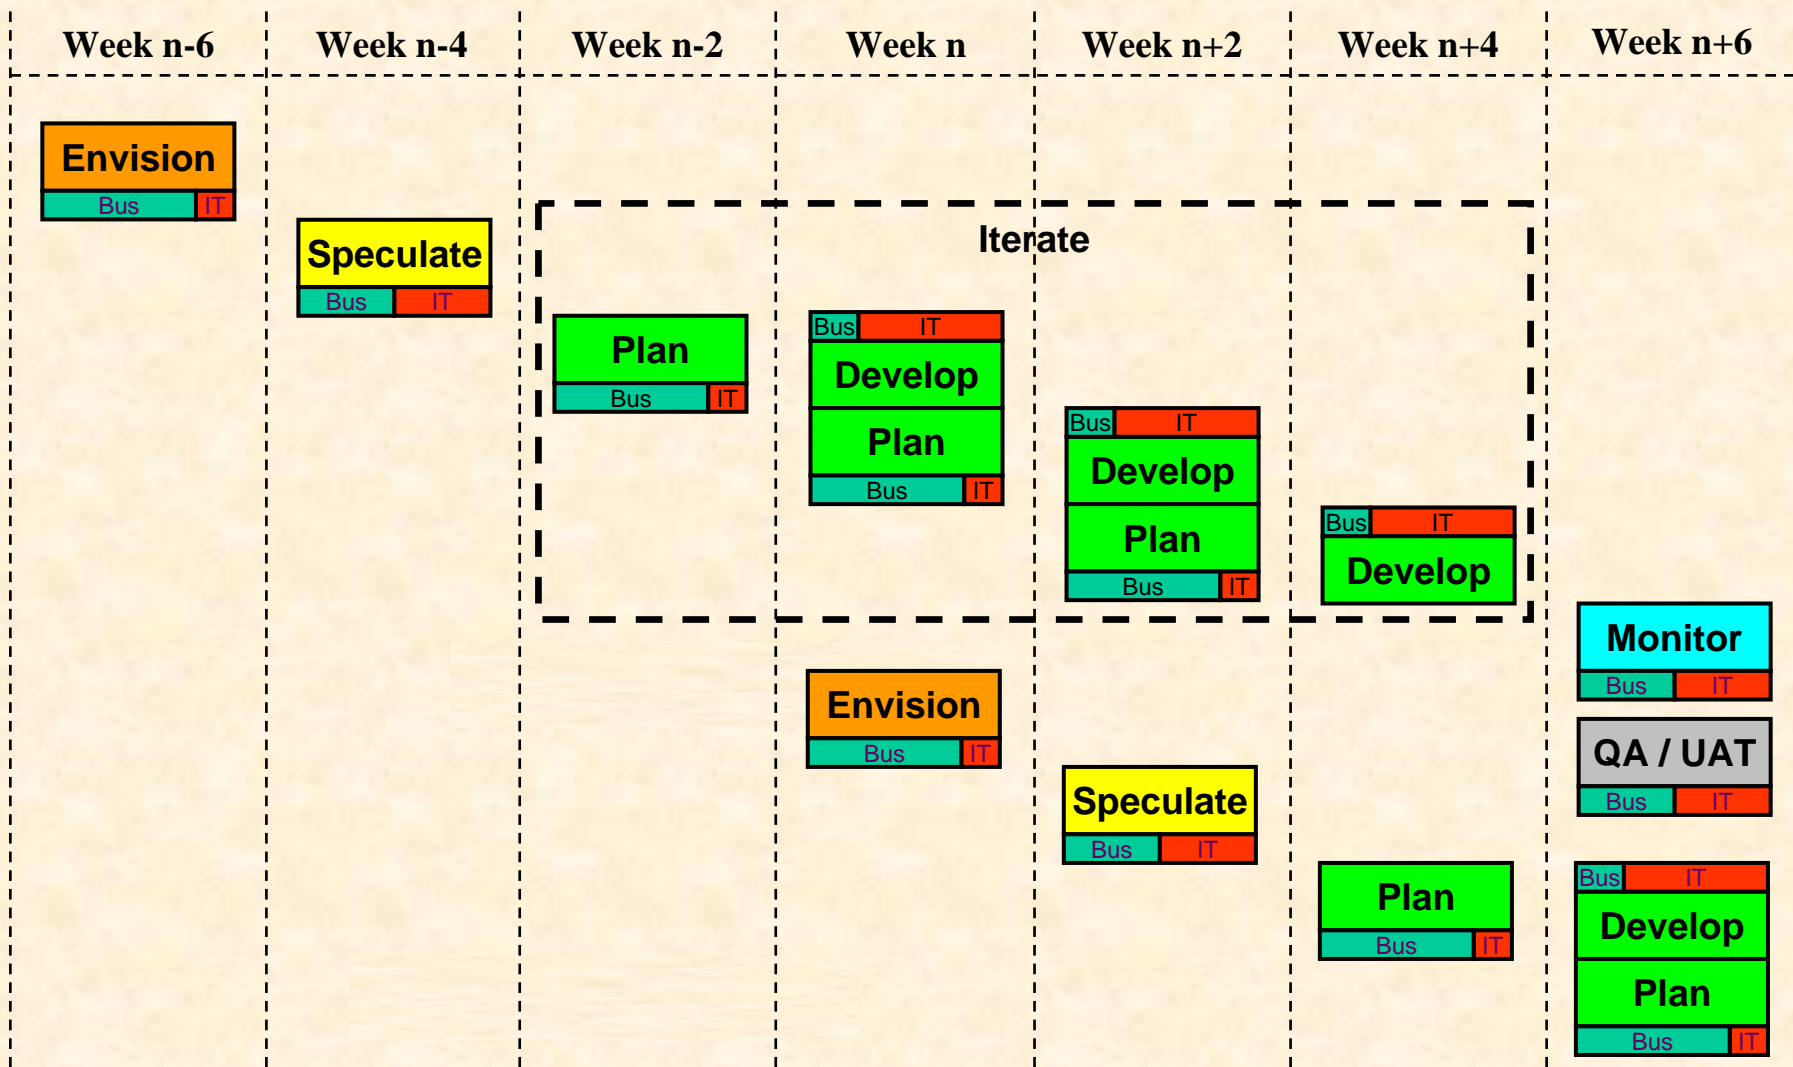 Week n-6 Week n-4 Week n-2 Week n Week n+2 Week n+4 Week n+6
Envision
Bus IT
Speculate
Bus IT
Iterate
Plan
Bus IT
Bus IT
Develop
Plan
Bus IT
Bus IT
Develop
Plan
Bus IT
Bus IT
Develop
Monitor
Bus IT
QA / UAT
Bus IT
Envision
Bus IT
Speculate
Bus IT
Plan
Bus IT
Bus IT
Develop
Plan
Bus IT